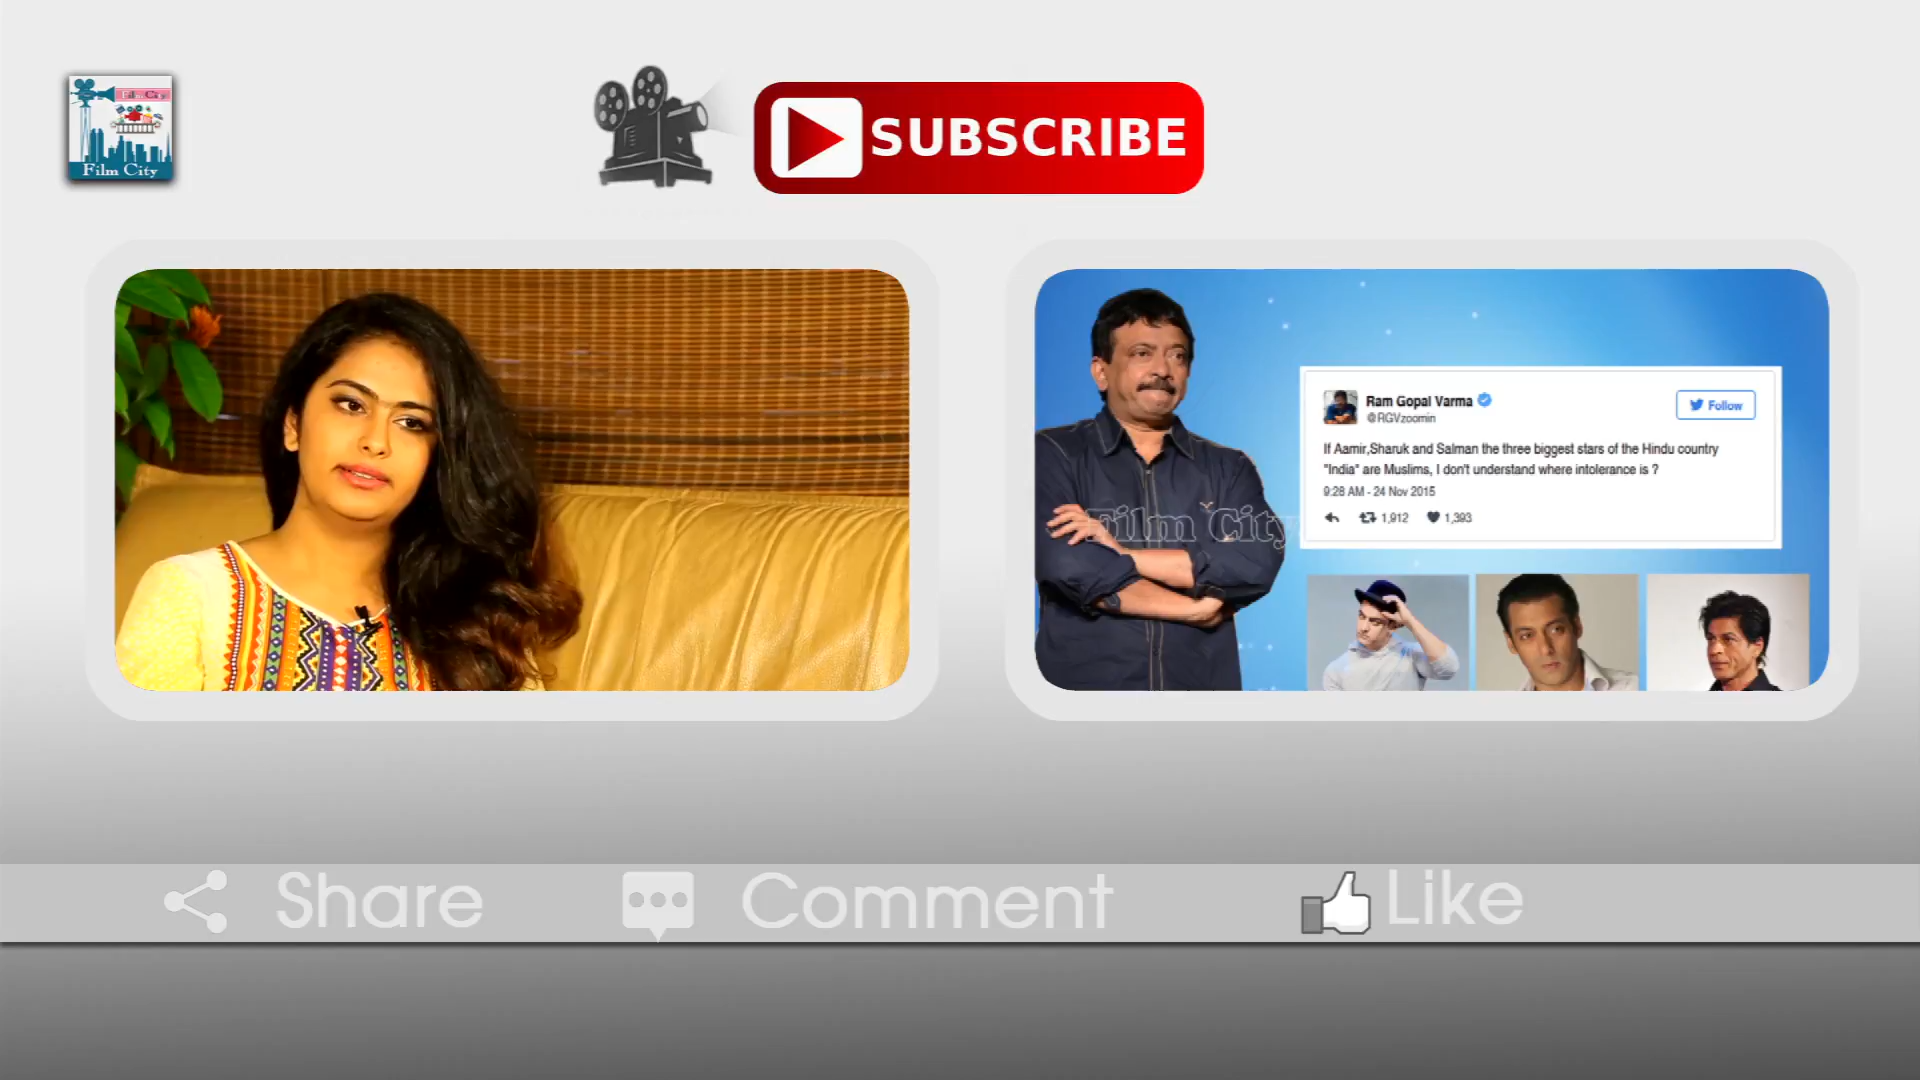 Film City
Film City
SUBSCRIBE
Ram Gopal Varma
@RGVzoomin
Follow
If Aamir,Sharuk and Salman the three biggest stars of the Hindu country
"India" are Muslims, I don't understand where intolerance is ?
9:28 AM - 24 Nov 2015
1,912 1,393
Film City
Share Comment Like